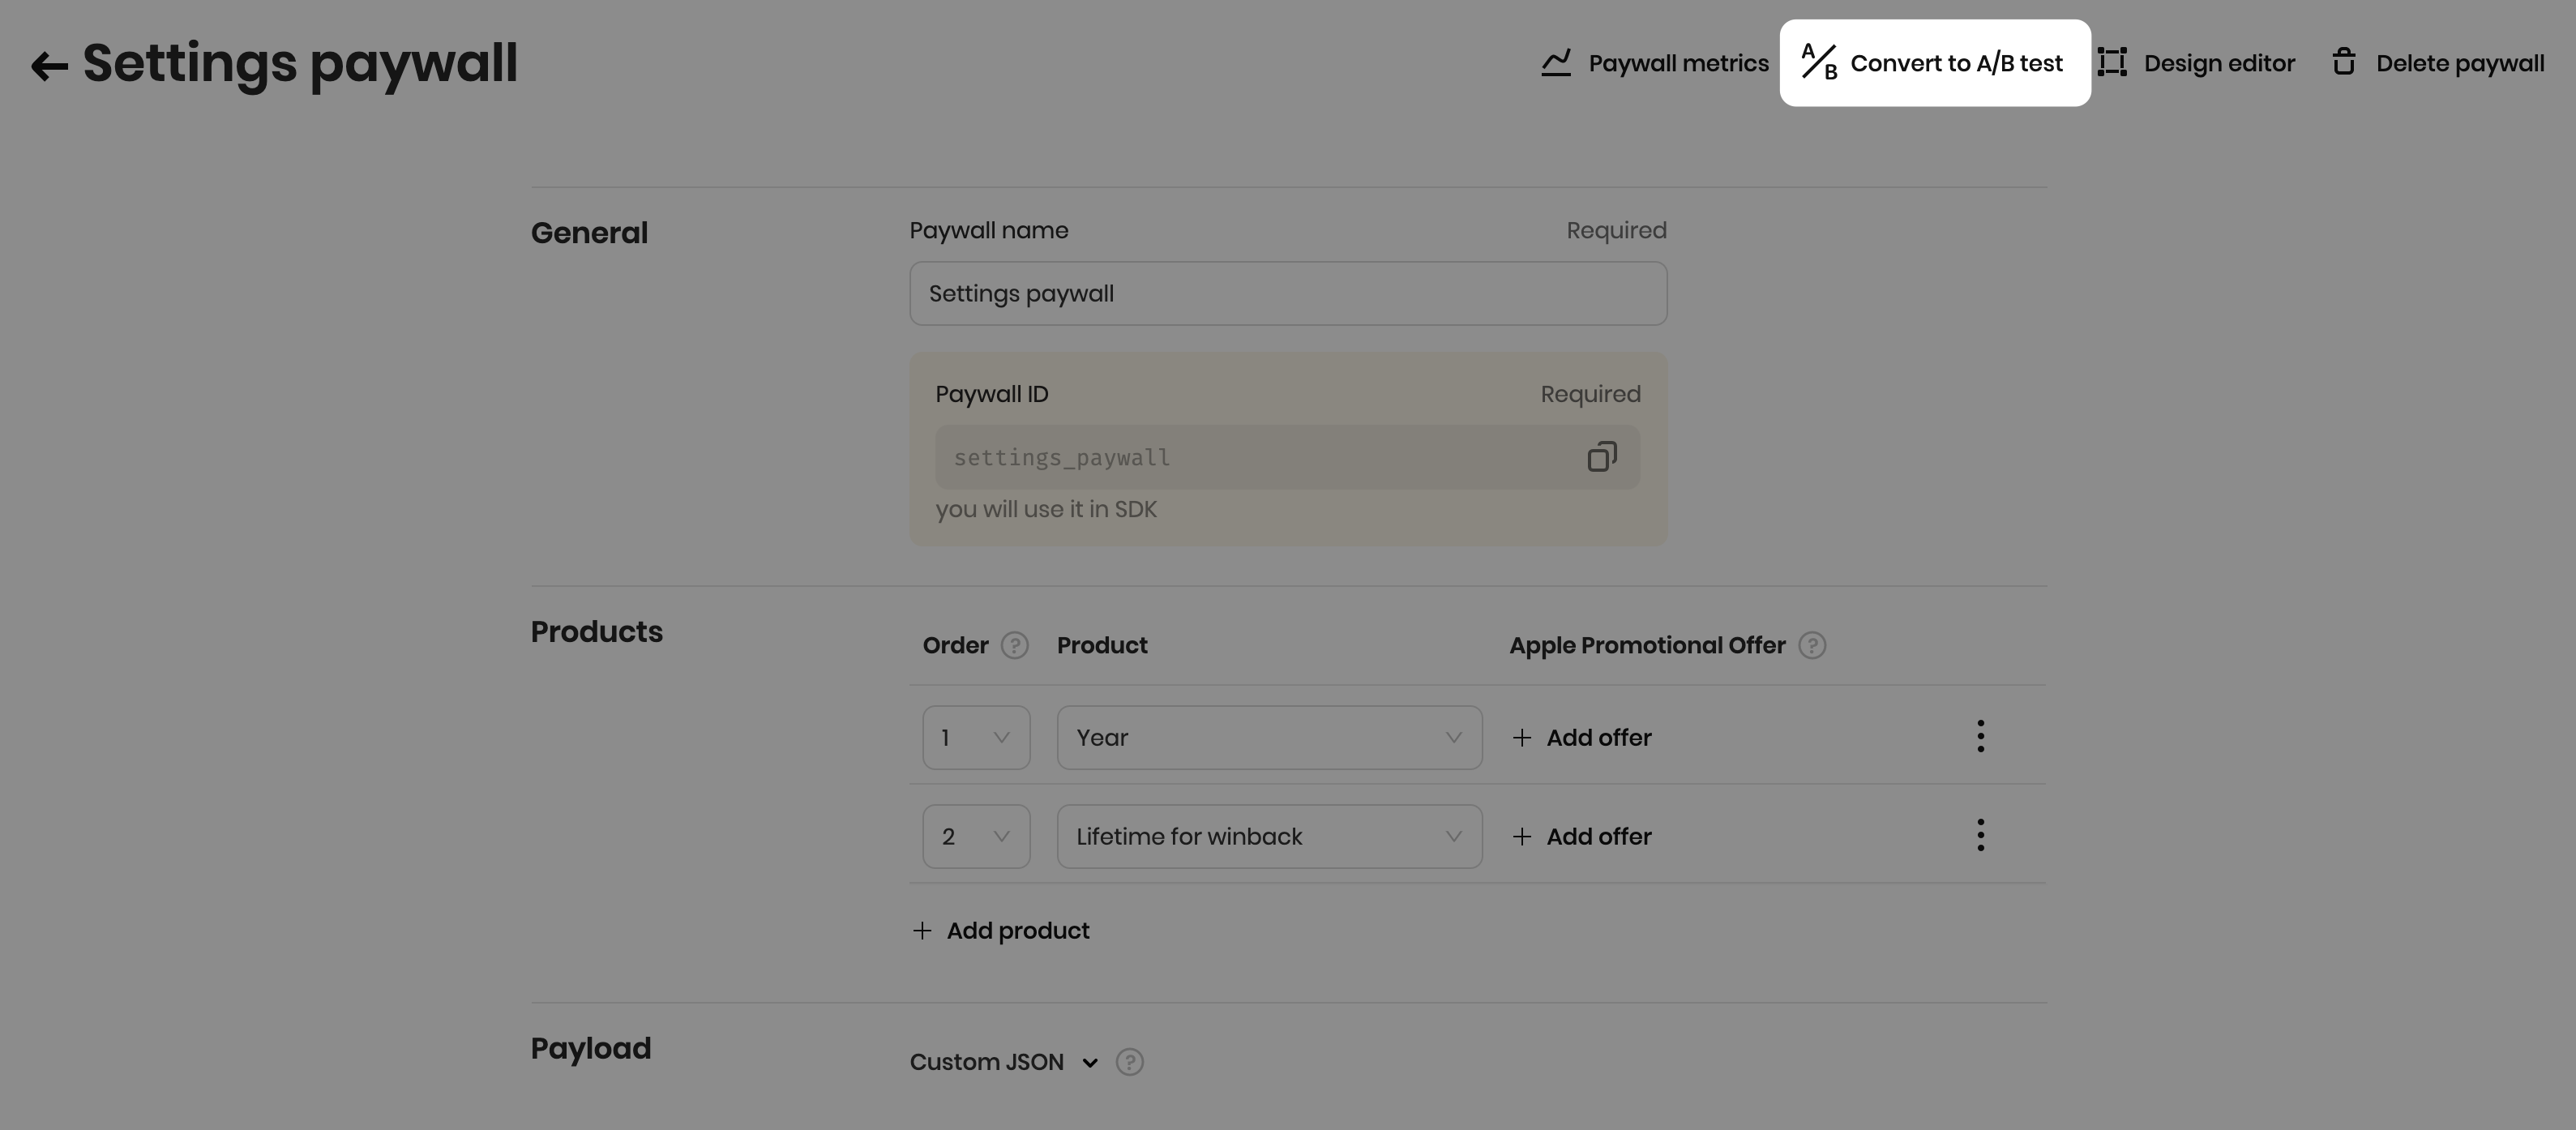 Settings paywall
Paywall metrics
A/B Convert to A/B test
Design editor
Delete paywall
General
Paywall name Required
Settings paywall
Paywall ID Required
settings_paywall
you will use it in SDK
Products
Order ? Product Apple Promotional Offer ?
1 Year + Add offer
2 Lifetime for winback + Add offer
+ Add product
Payload
Custom JSON ?